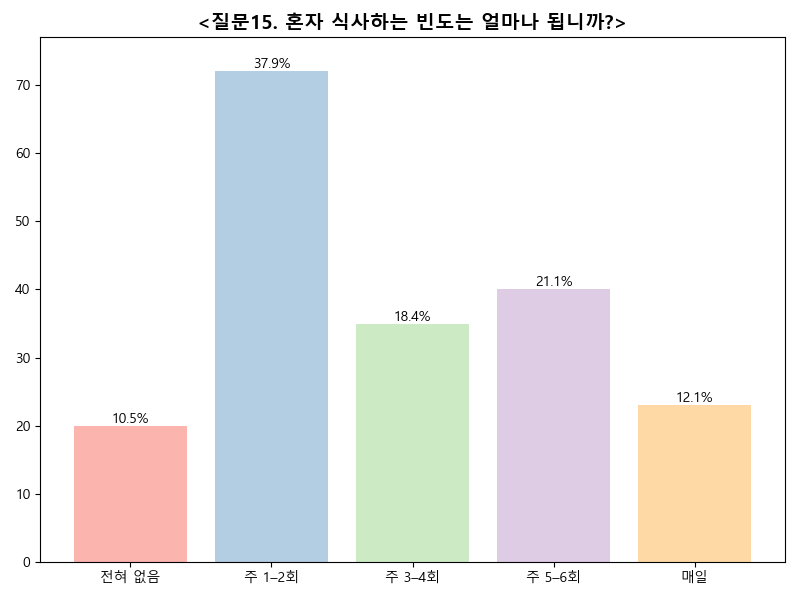 <질문15. 혼자 식사하는 빈도는 얼마나 됩니까?>
70
60
50
40
30
20
10
0
10.5%
37.9%
18.4%
21.1%
12.1%
전혀 없음
주 1–2회
주 3–4회
주 5–6회
매일